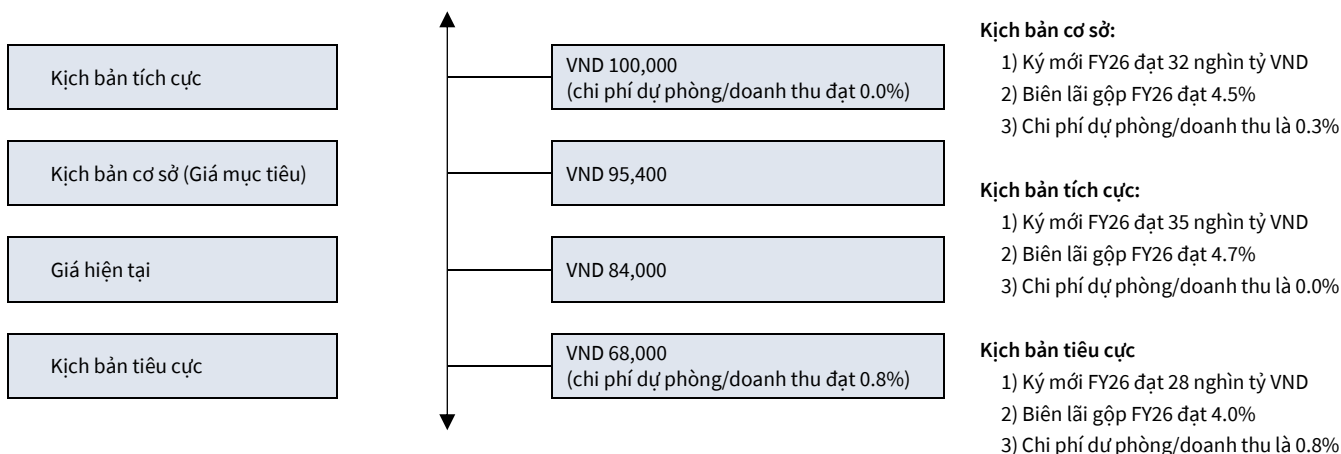 Kịch bản tích cực
VND 100,000
(chi phí dự phòng/doanh thu đạt 0.0%)
Kịch bản cơ sở (Giá mục tiêu)
VND 95,400
Giá hiện tại
VND 84,000
Kịch bản tiêu cực
VND 68,000
(chi phí dự phòng/doanh thu đạt 0.8%)
Kịch bản cơ sở:
1) Ký mới FY26 đạt 32 nghìn tỷ VND
2) Biên lãi gộp FY26 đạt 4.5%
3) Chi phí dự phòng/doanh thu là 0.3%
Kịch bản tích cực:
1) Ký mới FY26 đạt 35 nghìn tỷ VND
2) Biên lãi gộp FY26 đạt 4.7%
3) Chi phí dự phòng/doanh thu là 0.0%
Kịch bản tiêu cực
1) Ký mới FY26 đạt 28 nghìn tỷ VND
2) Biên lãi gộp FY26 đạt 4.0%
3) Chi phí dự phòng/doanh thu là 0.8%